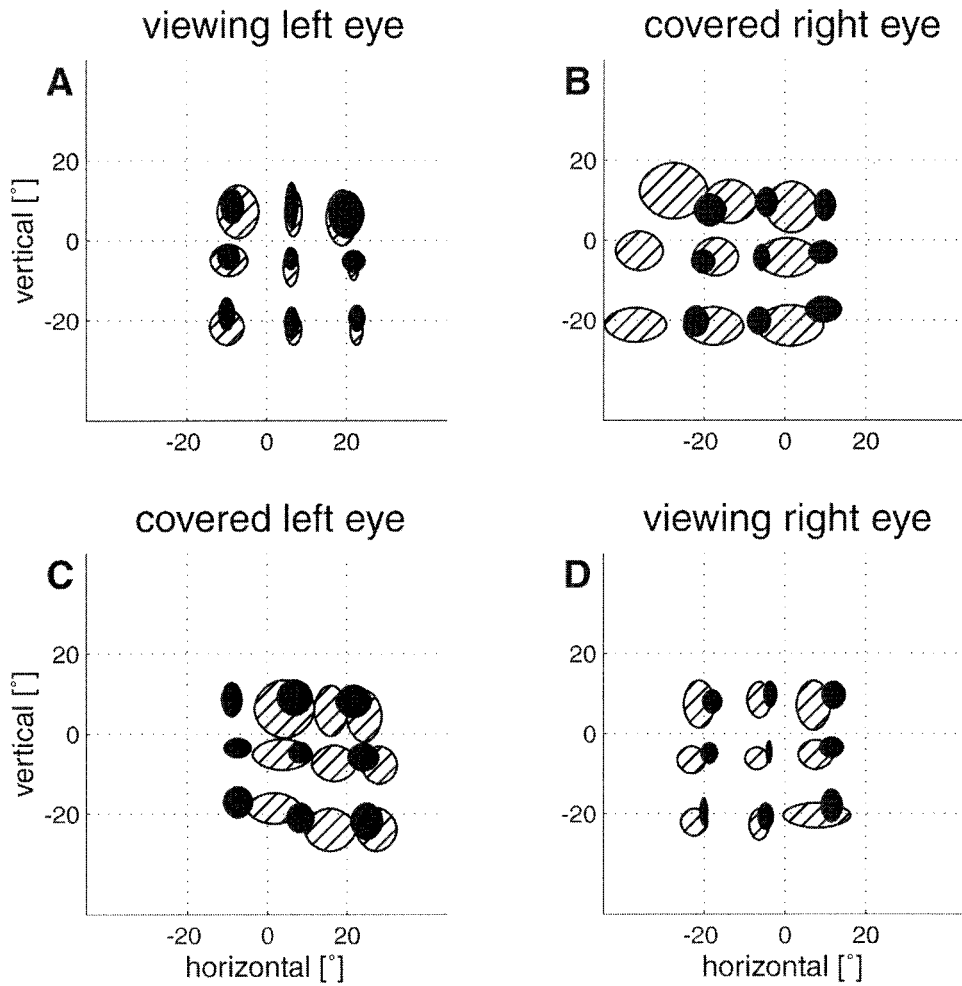 viewing left eye
covered right eye
A
B
vertical [°]
20
0
-20
-20
0
20
20
0
-20
-20
0
20
covered left eye
viewing right eye
C
D
vertical [°]
20
0
-20
-20
0
20
horizontal [°]
20
0
-20
-20
0
20
horizontal [°]